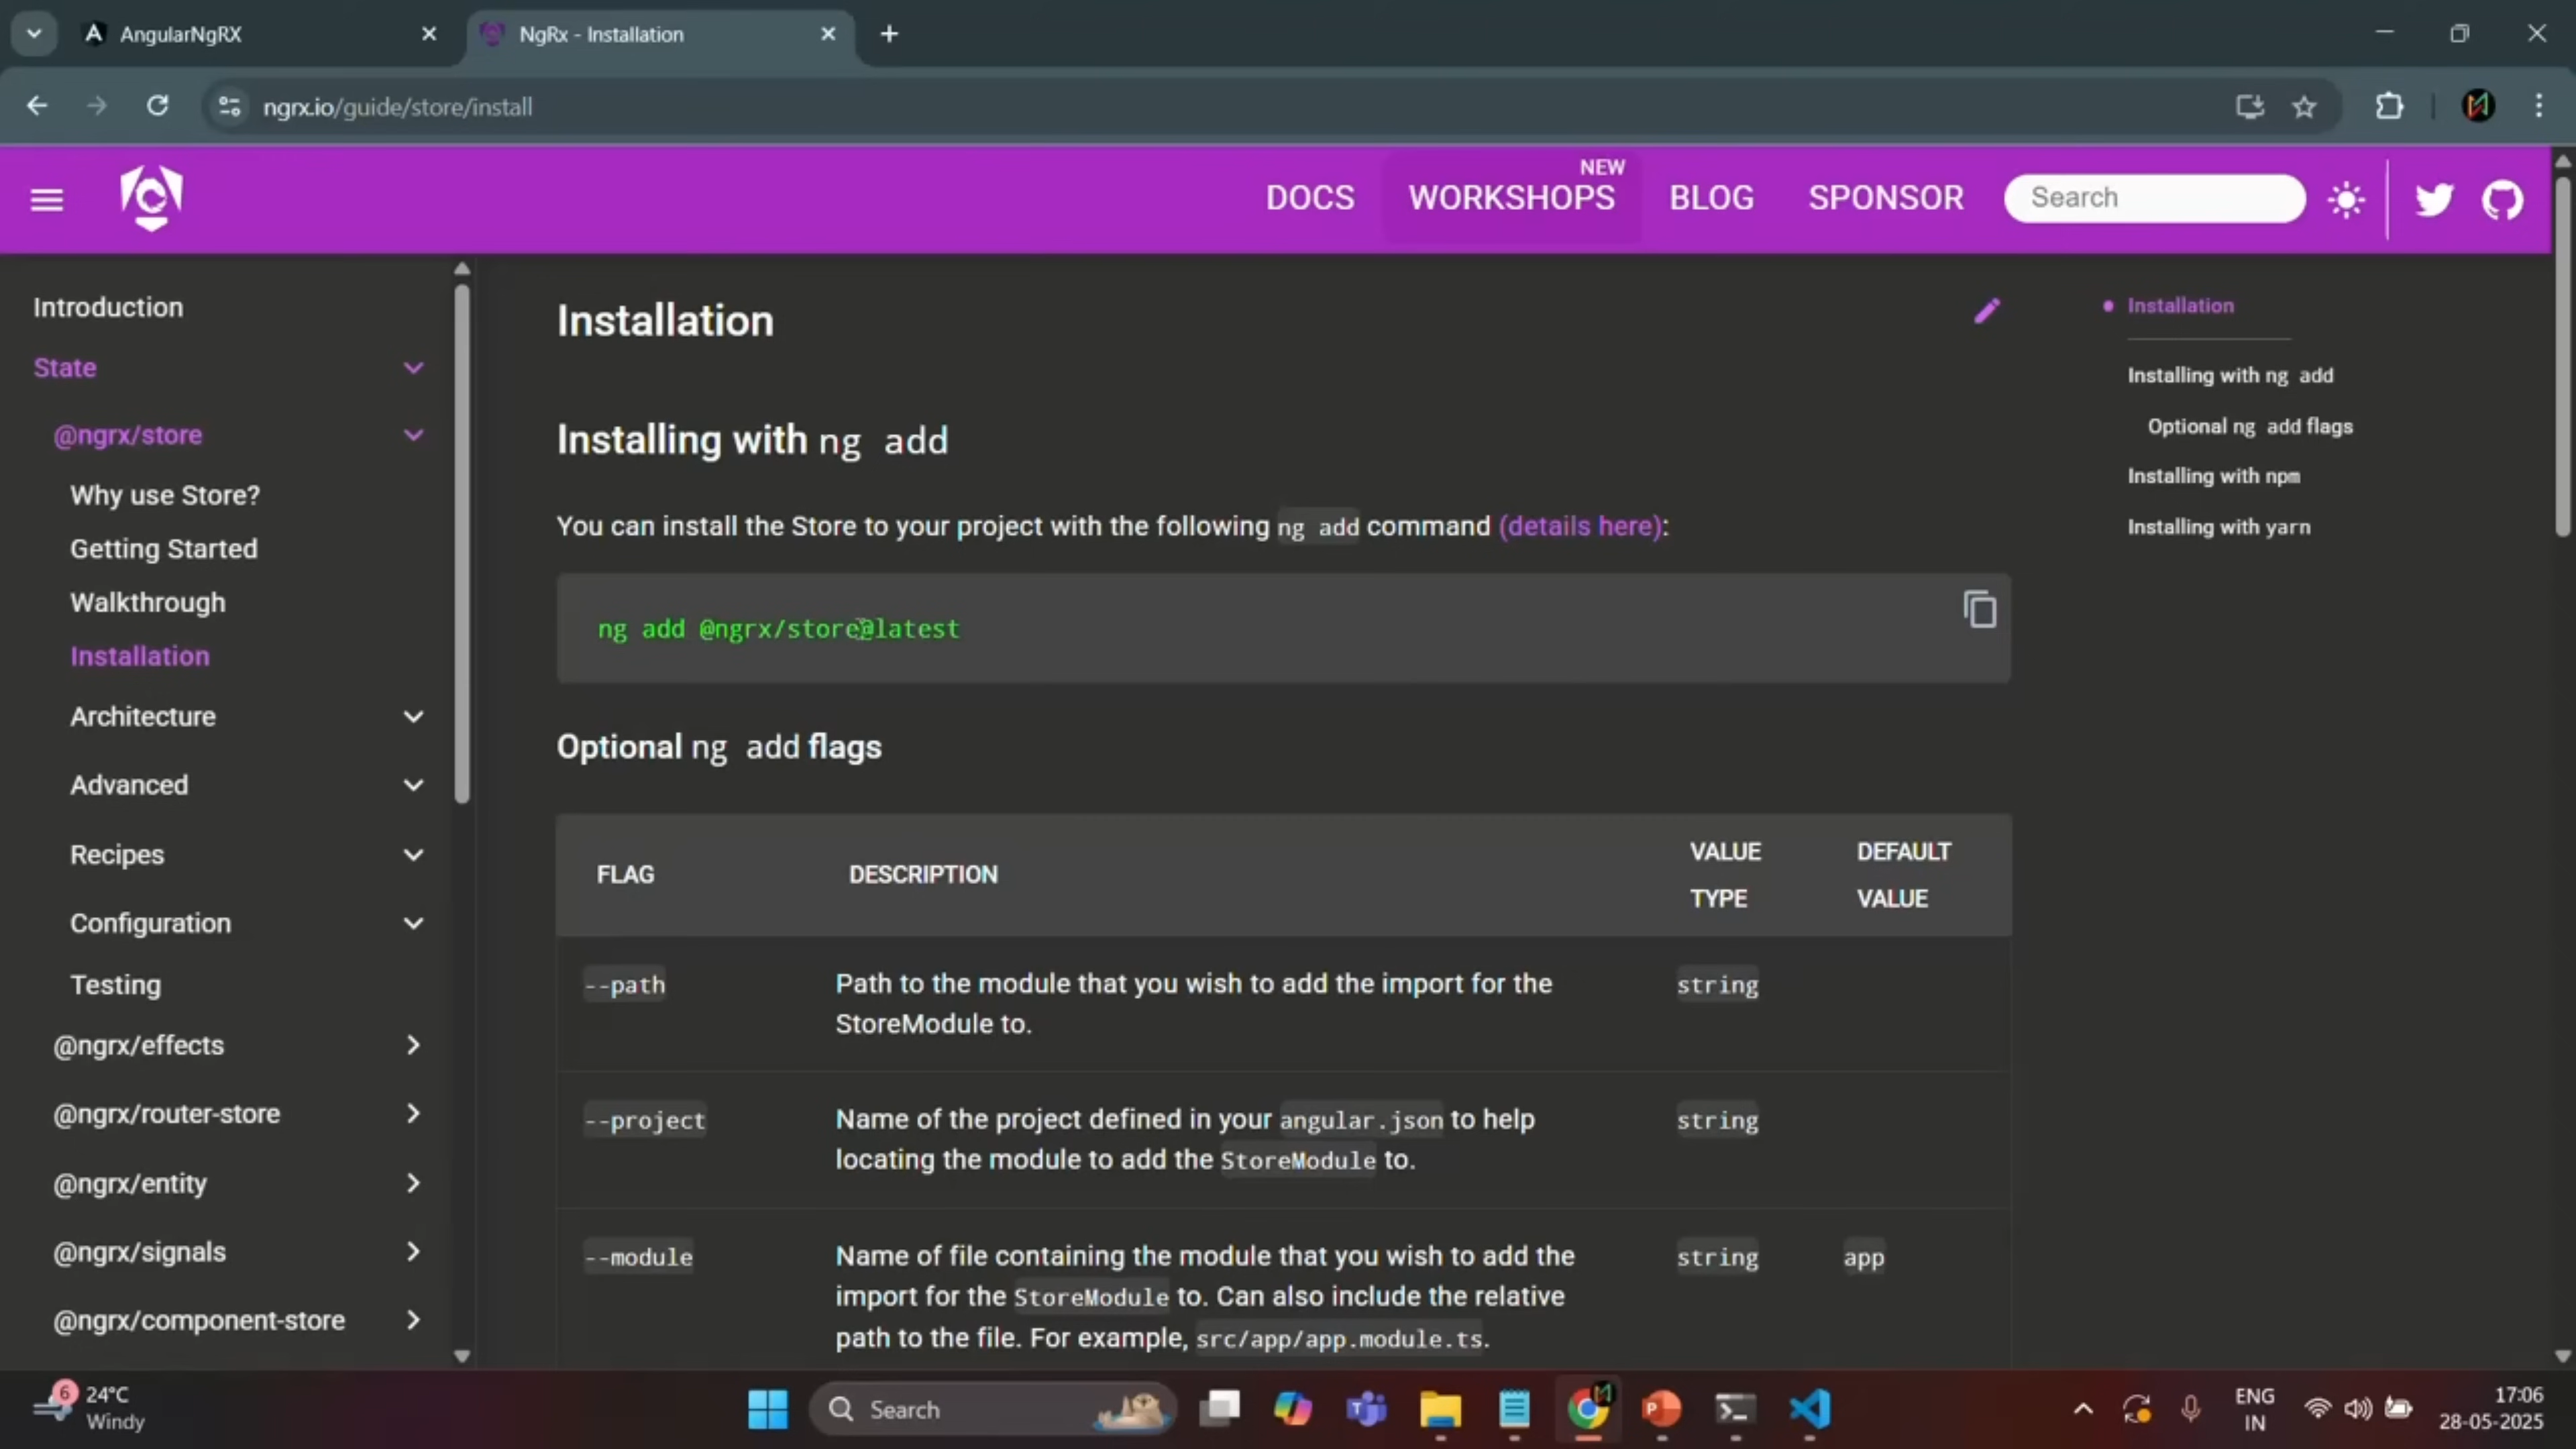 AngularNgRX
NgRx - Installation
ngrx.io/guide/store/install
DOCS
WORKSHOPS
NEW
BLOG
SPONSOR
Search
Introduction
State
@ngrx/store
Why use Store?
Getting Started
Walkthrough
Installation
Architecture
Advanced
Recipes
Configuration
Testing
@ngrx/effects
@ngrx/router-store
@ngrx/entity
@ngrx/signals
@ngrx/component-store
Installation
Installing with ng add
You can install the Store to your project with the following ng add command (details here):
ng add @ngrx/store@latest
Optional ng add flags
FLAG
DESCRIPTION
VALUE
TYPE
DEFAULT
VALUE
--path
Path to the module that you wish to add the import for the
StoreModule to.
string
--project
Name of the project defined in your angular.json to help
locating the module to add the StoreModule to.
string
--module
Name of file containing the module that you wish to add the
import for the StoreModule to. Can also include the relative
path to the file. For example, src/app/app.module.ts.
string
app
Installation
Installing with ng add
Optional ng add flags
Installing with npm
Installing with yarn
6
24°C
Windy
Search
ENG
IN
17:06
28-05-2025